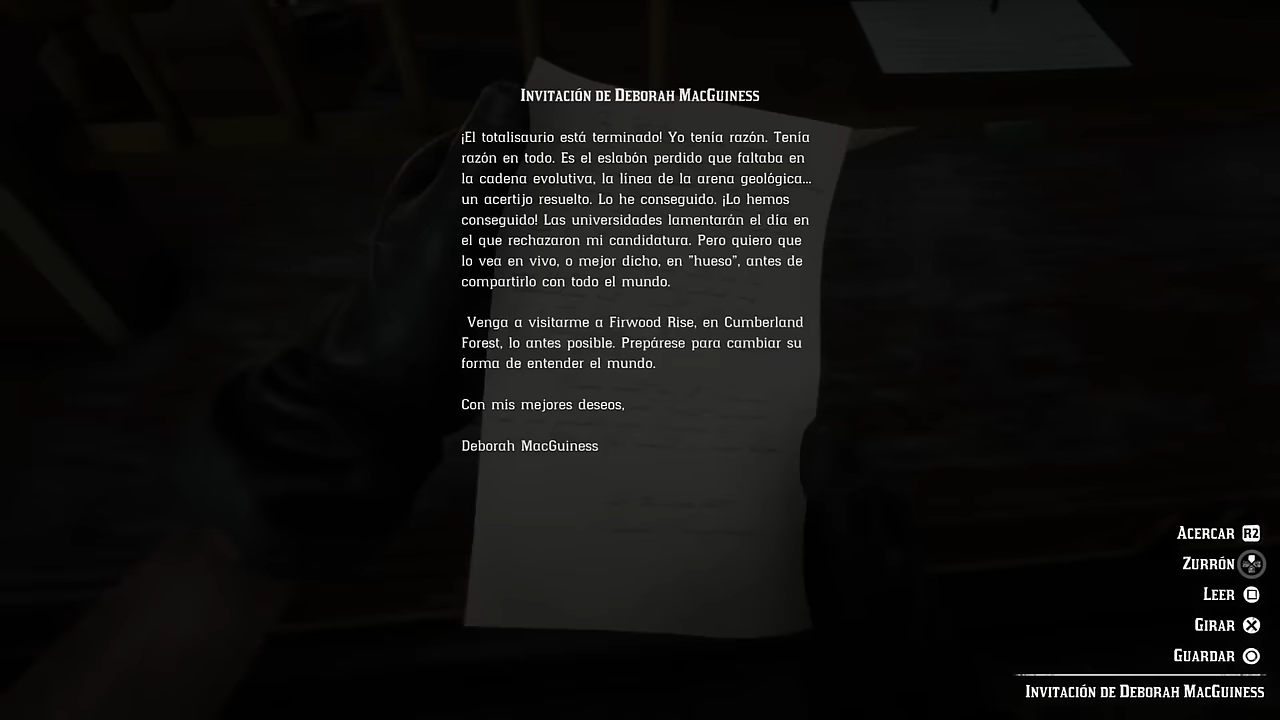 Invitación de Deborah MacGuiness
¡El totalisaurio está terminado! Yo tenía razón. Tenía
razón en todo. Es el eslabón perdido que faltaba en
la cadena evolutiva, la línea de la arena geológica...
un acertijo resuelto. Lo he conseguido. ¡Lo hemos
conseguido! Las universidades lamentarán el día en
el que rechazaron mi candidatura. Pero quiero que
lo vea en vivo, o mejor dicho, en "hueso", antes de
compartirlo con todo el mundo.
Venga a visitarme a Firwood Rise, en Cumberland
Forest, lo antes posible. Prepárese para cambiar su
forma de entender el mundo.
Con mis mejores deseos,
Deborah MacGuiness
Acercar R2
Zurrón
Leer
Girar
Guardar
Invitación de Deborah MacGuiness